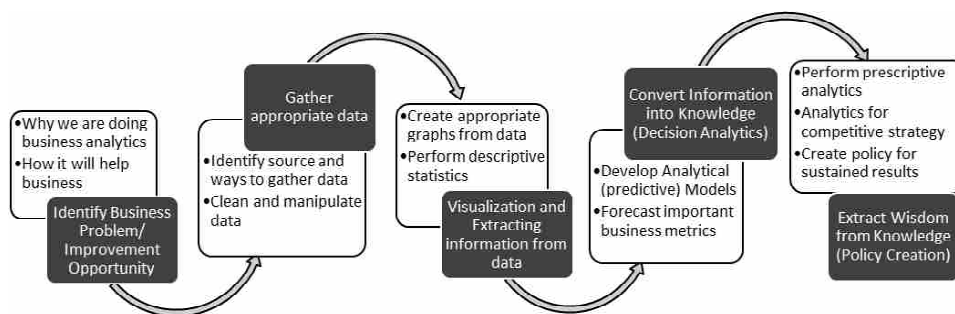 •Why we are doing
business analytics
•How it will help
business
Identify Business
Problem/
Improvement
Opportunity
Gather
appropriate data
•Identify source and
ways to gather data
•Clean and manipulate
data
•Create appropriate
graphs from data
•Perform descriptive
statistics
Visualization and
Extracting
information from
data
Convert Information
into Knowledge
(Decision Analytics)
•Develop Analytical
(predictive) Models
•Forecast important
business metrics
•Perform prescriptive
analytics
•Analytics for
competitive strategy
•Create policy for
sustained results
Extract Wisdom
from Knowledge
(Policy Creation)